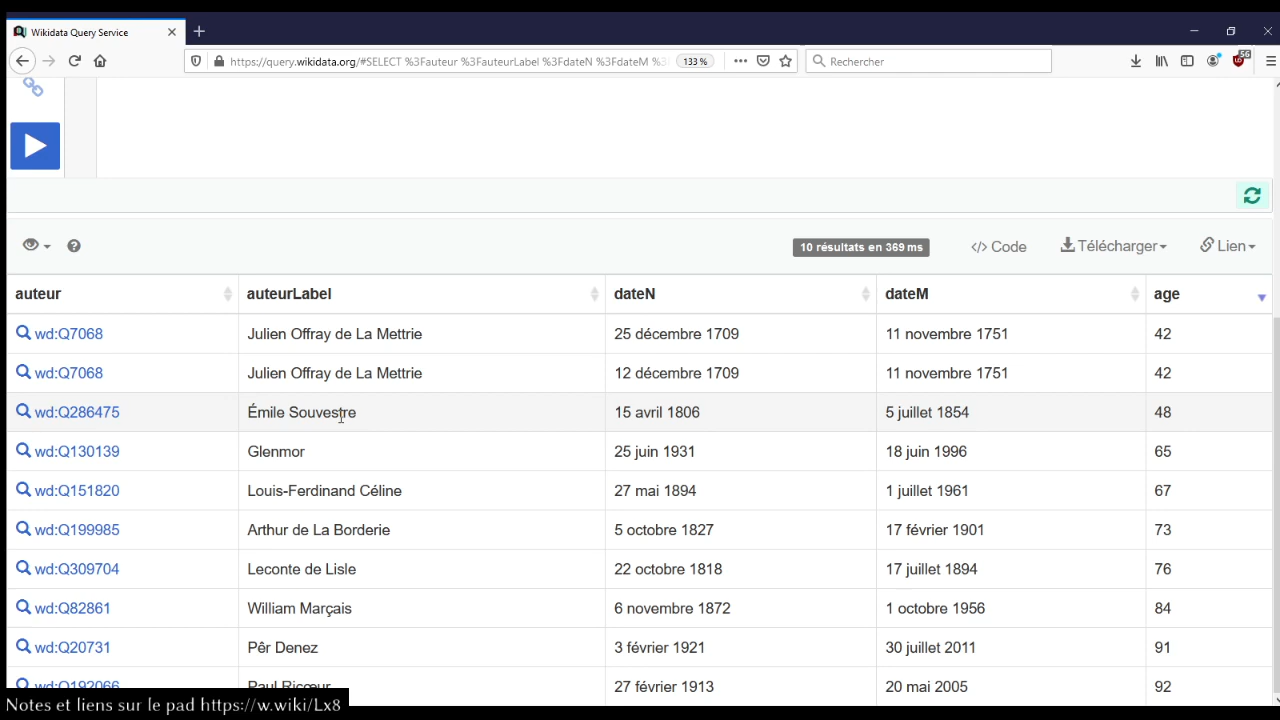 Wikidata Query Service
https://query.wikidata.org/#SELECT %3Fauteur %3FauteurLabel %3FdateN %3FdateM %3
133 %
Rechercher
56
10 résultats en 369 ms
</> Code
Télécharger
Lien
auteur auteurLabel dateN dateM age
wd:Q7068 Julien Offray de La Mettrie 25 décembre 1709 11 novembre 1751 42
wd:Q7068 Julien Offray de La Mettrie 12 décembre 1709 11 novembre 1751 42
wd:Q286475 Émile Souvestre 15 avril 1806 5 juillet 1854 48
wd:Q130139 Glenmor 25 juin 1931 18 juin 1996 65
wd:Q151820 Louis-Ferdinand Céline 27 mai 1894 1 juillet 1961 67
wd:Q199985 Arthur de La Borderie 5 octobre 1827 17 février 1901 73
wd:Q309704 Leconte de Lisle 22 octobre 1818 17 juillet 1894 76
wd:Q82861 William Marçais 6 novembre 1872 1 octobre 1956 84
wd:Q20731 Pêr Denez 3 février 1921 30 juillet 2011 91
wd:Q192066 Paul Ricœur 27 février 1913 20 mai 2005 92
Notes et liens sur le pad https://w.wiki/Lx8